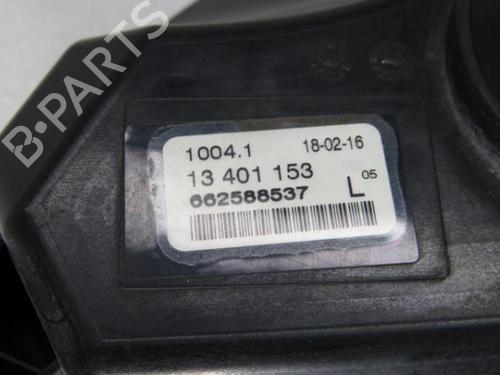 B-PARTS
1004.1 18-02-16
13 401 153
662588537 L 05